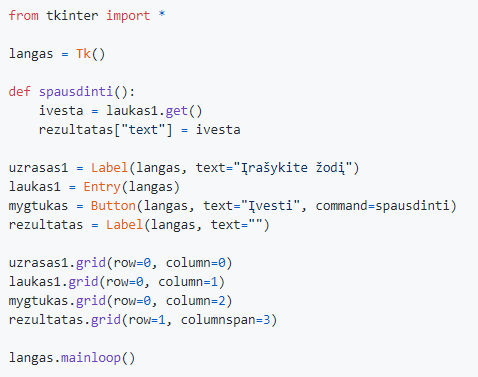 from tkinter import *

langas = Tk()

def spausdinti():
    ivesta = laukas1.get()
    rezultatas["text"] = ivesta

uzrasas1 = Label(langas, text="Įrašykite žodį")
laukas1 = Entry(langas)
mygtukas = Button(langas, text="Įvesti", command=spausdinti)
rezultatas = Label(langas, text="")

uzrasas1.grid(row=0, column=0)
laukas1.grid(row=0, column=1)
mygtukas.grid(row=0, column=2)
rezultatas.grid(row=1, columnspan=3)

langas.mainloop()